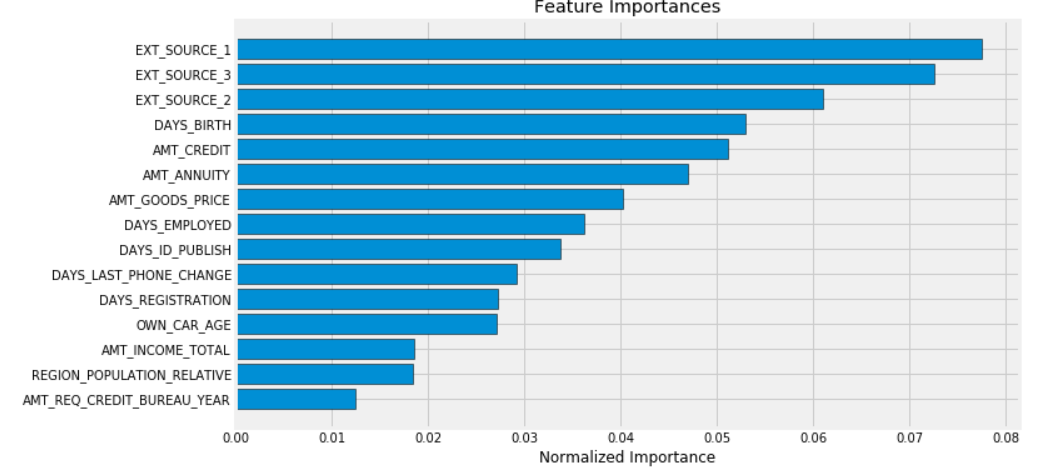 Feature Importances
EXT_SOURCE_1
EXT_SOURCE_3
EXT_SOURCE_2
DAYS_BIRTH
AMT_CREDIT
AMT_ANNUITY
AMT_GOODS_PRICE
DAYS_EMPLOYED
DAYS_ID_PUBLISH
DAYS_LAST_PHONE_CHANGE
DAYS_REGISTRATION
OWN_CAR_AGE
AMT_INCOME_TOTAL
REGION_POPULATION_RELATIVE
AMT_REQ_CREDIT_BUREAU_YEAR
0.00 0.01 0.02 0.03 0.04 0.05 0.06 0.07 0.08
Normalized Importance